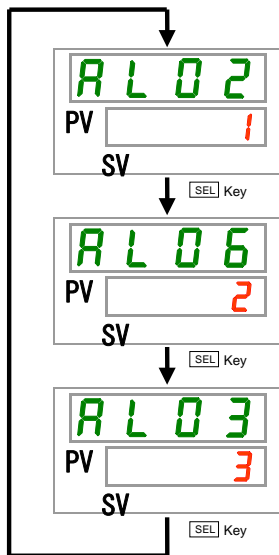 AL02
PV 1
SV
SEL Key
AL06
PV 2
SV
SEL Key
AL03
PV 3
SV
SEL Key